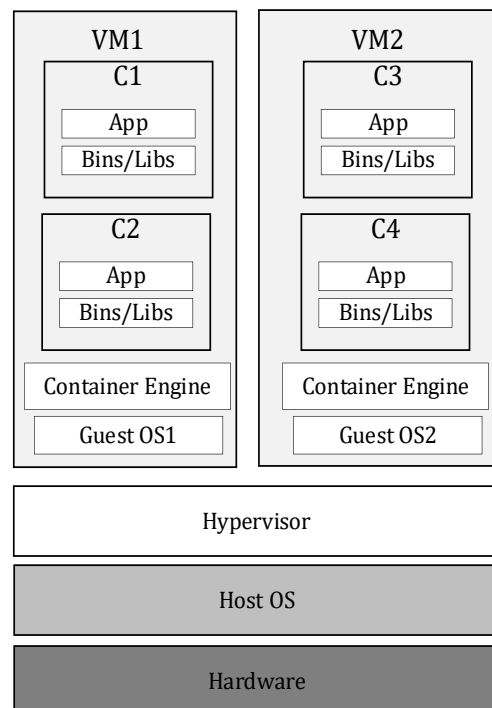 VM1
C1
App
Bins/Libs
C2
App
Bins/Libs
Container Engine
Guest OS1
VM2
C3
App
Bins/Libs
C4
App
Bins/Libs
Container Engine
Guest OS2
Hypervisor
Host OS
Hardware